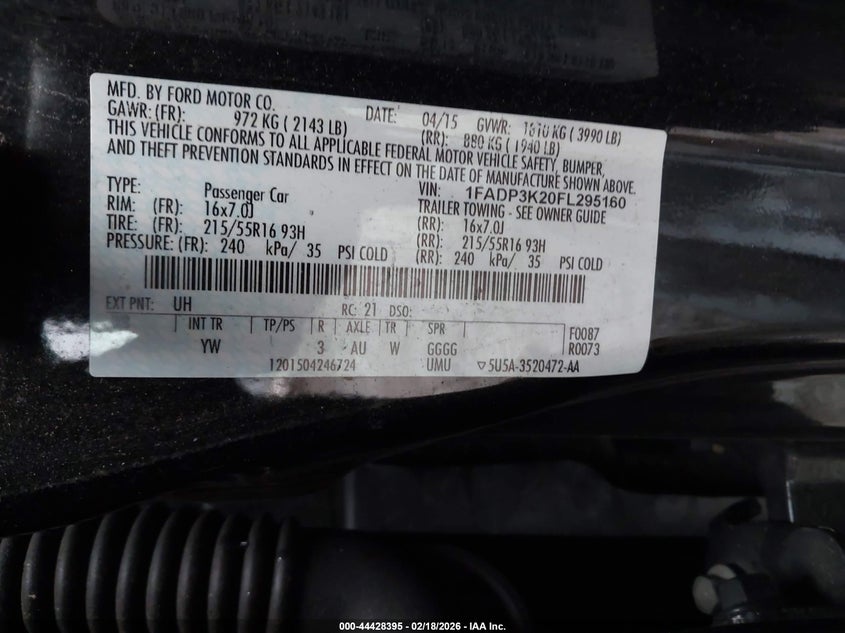 MFD. BY FORD MOTOR CO.
DATE: 04/15 GVWR: 1810 KG ( 3990 LB)
GAWR: (FR): 972 KG ( 2143 LB) (RR): 880 KG ( 1940 LB)
THIS VEHICLE CONFORMS TO ALL APPLICABLE FEDERAL MOTOR VEHICLE SAFETY, BUMPER,
AND THEFT PREVENTION STANDARDS IN EFFECT ON THE DATE OF MANUFACTURE SHOWN ABOVE.
VIN: 1FADP3K20FL295160
TYPE: Passenger Car TRAILER TOWING - SEE OWNER GUIDE
RIM: (FR): 16x7.0J (RR): 16x7.0J
TIRE: (FR): 215/55R16 93H (RR): 215/55R16 93H
PRESSURE: (FR): 240 kPa/ 35 PSI COLD (RR): 240 kPa/ 35 PSI COLD
EXT PNT: UH RC: 21 DSO:
INT TR TP/PS R AXLE TR SPR F0087
YW 3 AU W GGGG R0073
1201504246724 UMU ▽5U5A-3520472-AA
000-44428395 - 02/18/2026 - IAA Inc.